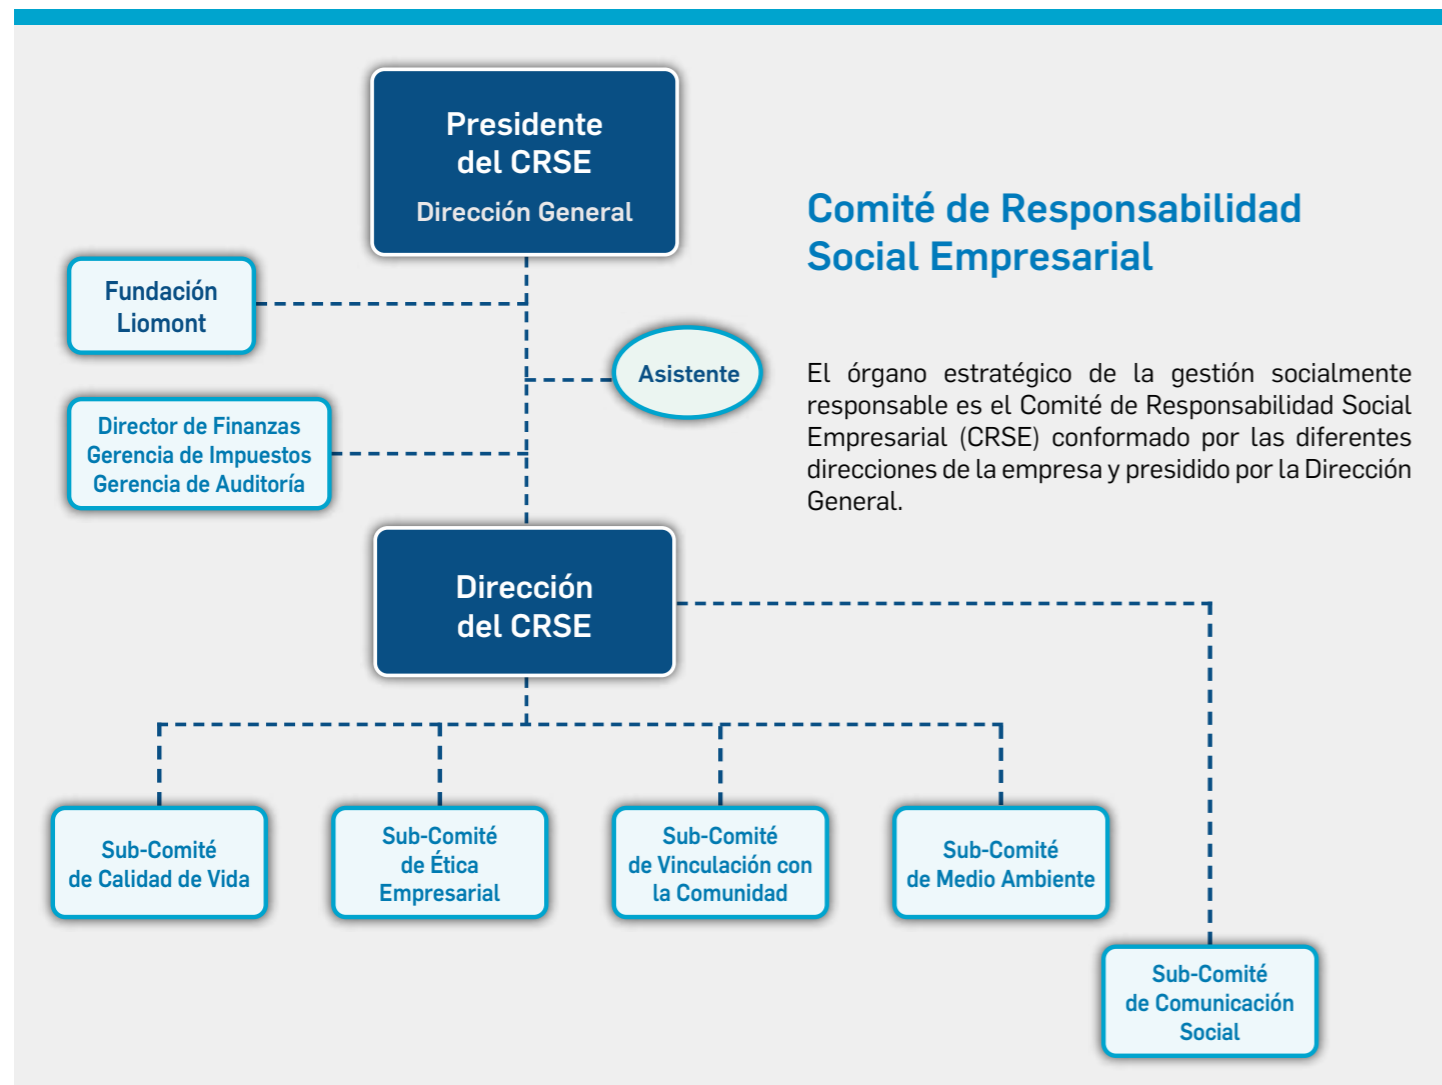 Presidente
del CRSE
Dirección General
Comité de Responsabilidad
Social Empresarial
Fundación
Liomont
Asistente
El órgano estratégico de la gestión socialmente
responsable es el Comité de Responsabilidad Social
Empresarial (CRSE) conformado por las diferentes
direcciones de la empresa y presidido por la Dirección
General.
Director de Finanzas
Gerencia de Impuestos
Gerencia de Auditoría
Dirección
del CRSE
Sub-Comité
de Calidad de Vida
Sub-Comité
de Ética
Empresarial
Sub-Comité
de Vinculación con
la Comunidad
Sub-Comité
de Medio Ambiente
Sub-Comité
de Comunicación
Social